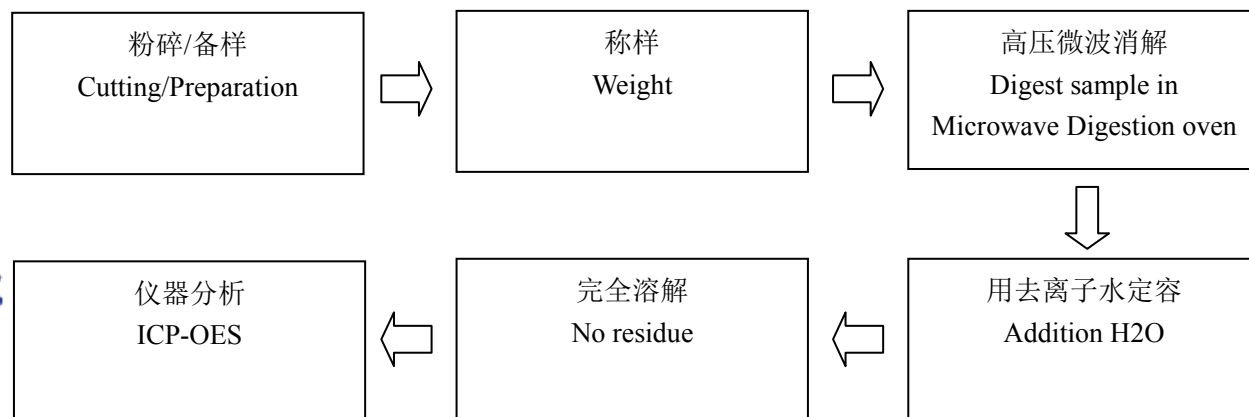 粉碎/备样
Cutting/Preparation
称样
Weight
高压微波消解
Digest sample in
Microwave Digestion oven
用去离子水定容
Addition H2O
完全溶解
No residue
仪器分析
ICP-OES